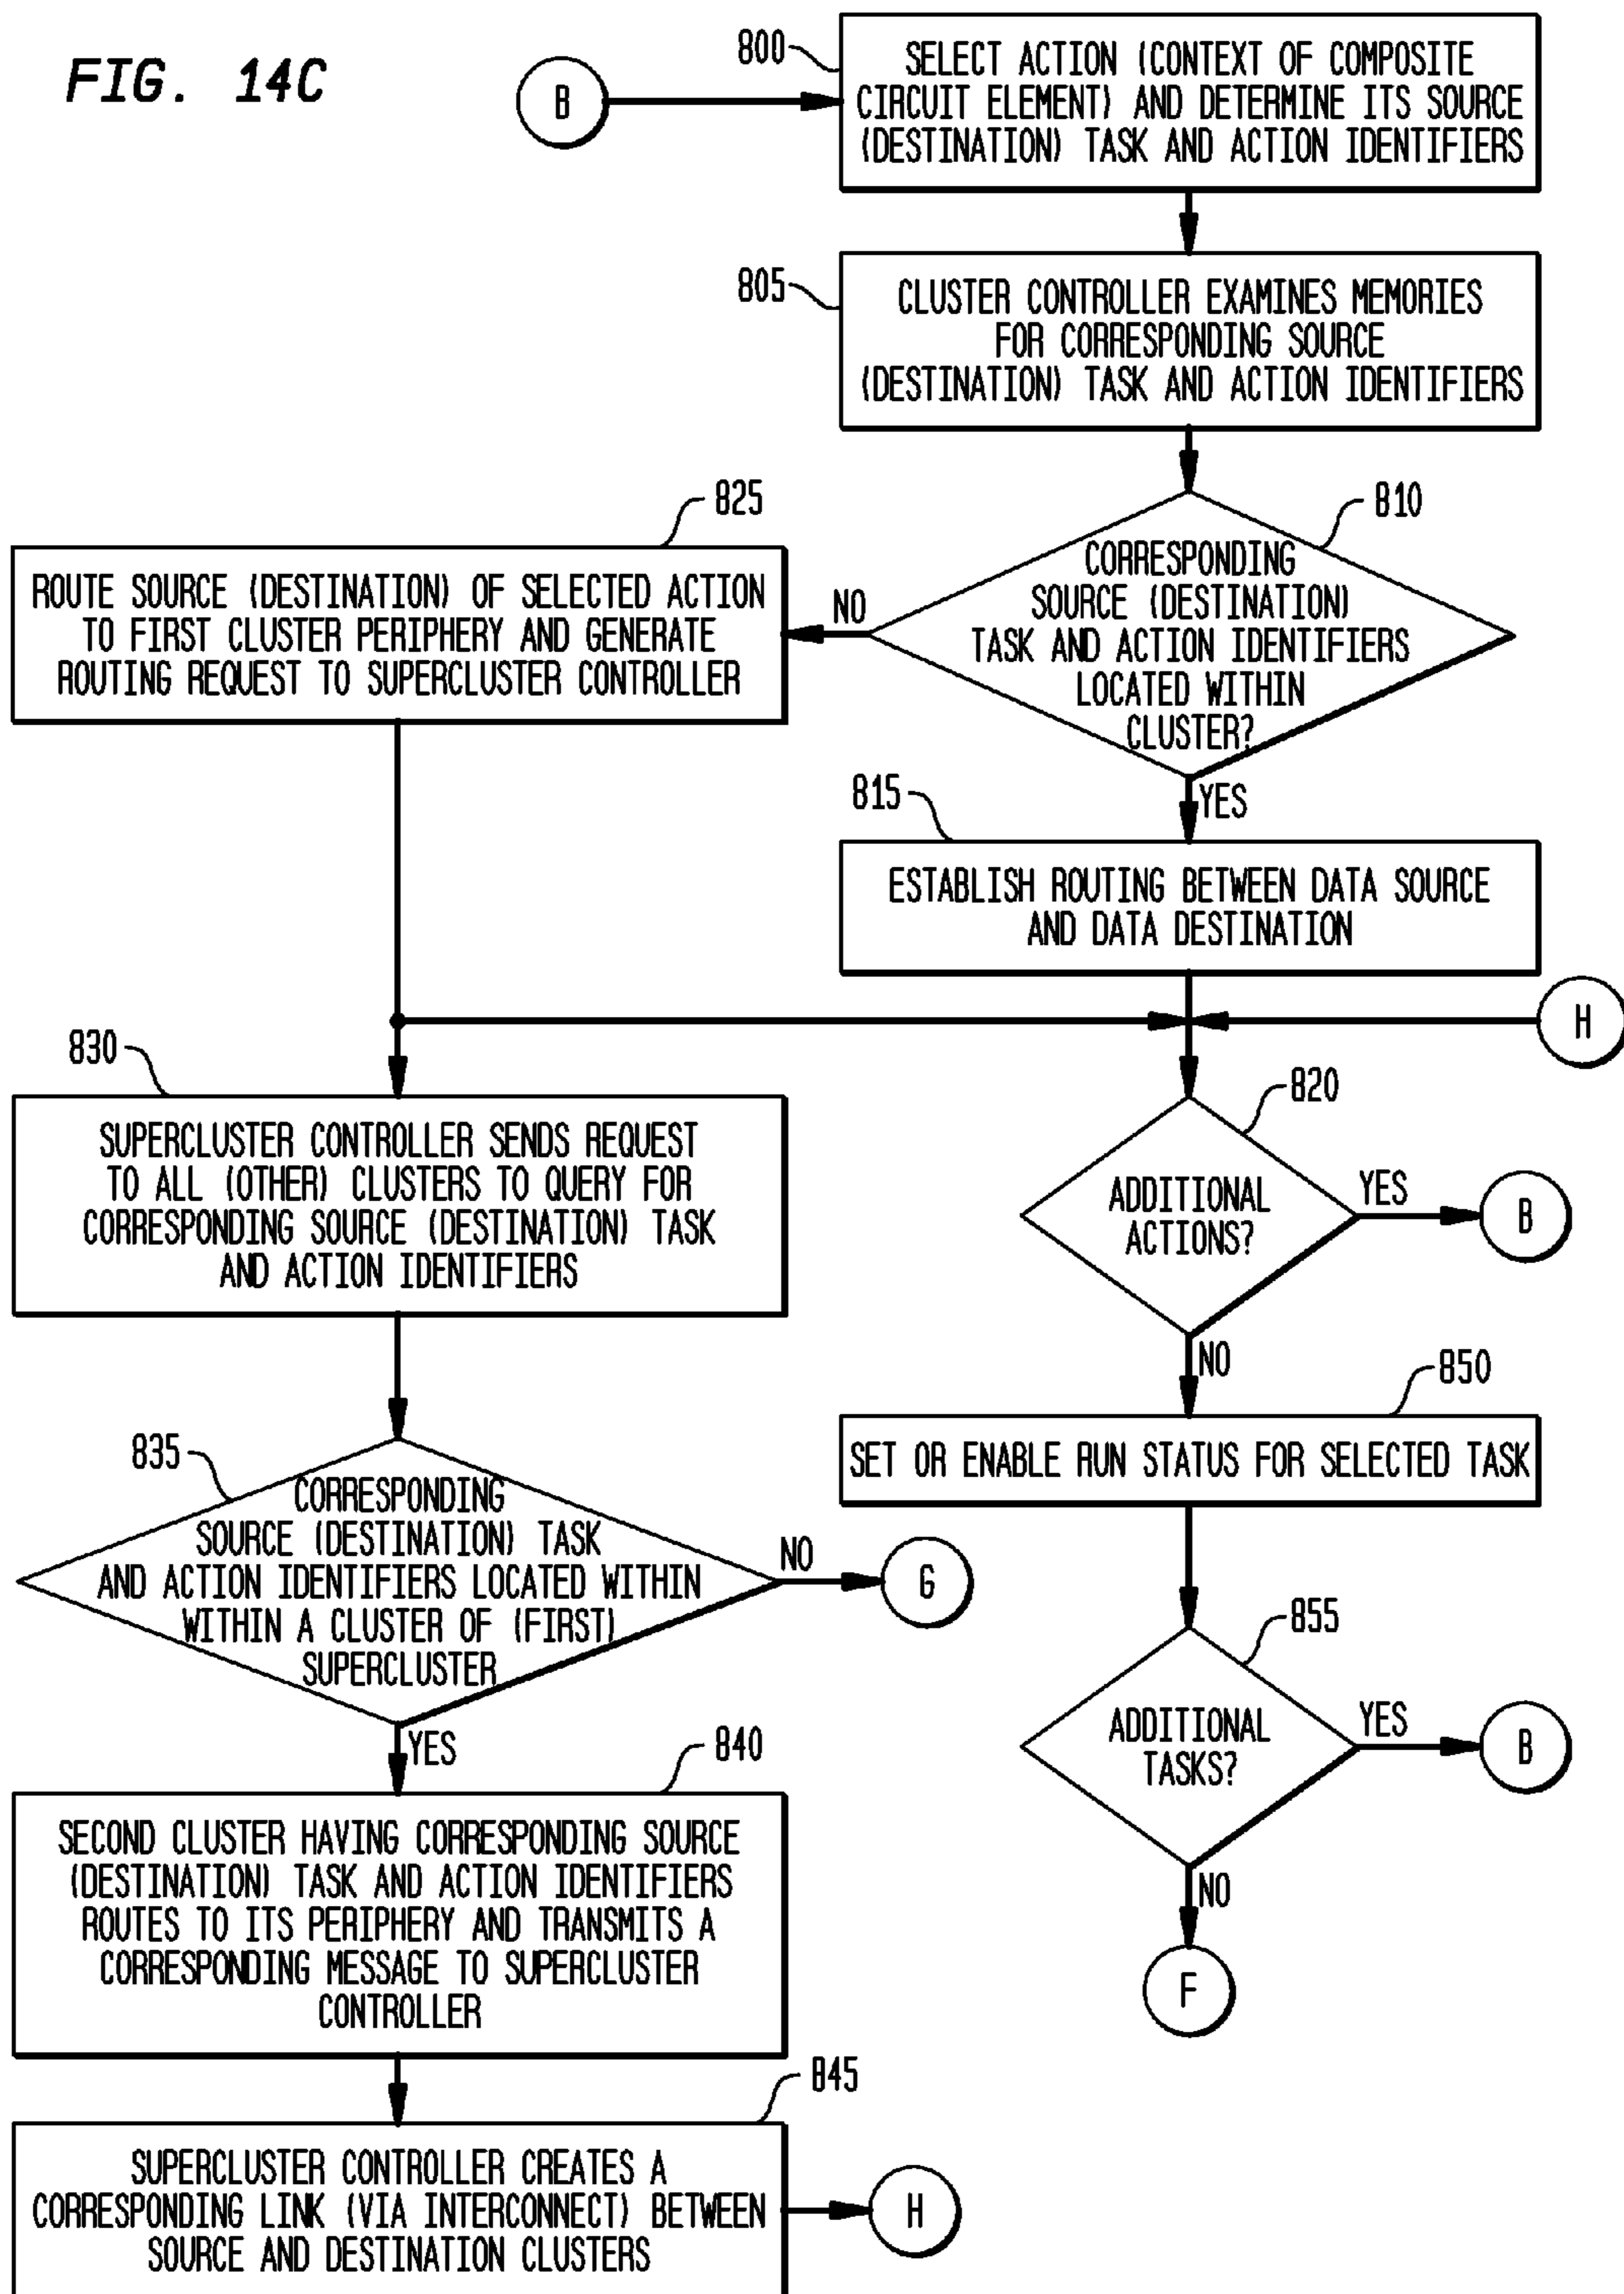 FIG. 14C
B
800
SELECT ACTION (CONTEXT OF COMPOSITE
CIRCUIT ELEMENT) AND DETERMINE ITS SOURCE
(DESTINATION) TASK AND ACTION IDENTIFIERS
805
CLUSTER CONTROLLER EXAMINES MEMORIES
FOR CORRESPONDING SOURCE
(DESTINATION) TASK AND ACTION IDENTIFIERS
810
CORRESPONDING
SOURCE (DESTINATION)
TASK AND ACTION IDENTIFIERS
LOCATED WITHIN
CLUSTER?
NO
YES
825
ROUTE SOURCE (DESTINATION) OF SELECTED ACTION
TO FIRST CLUSTER PERIPHERY AND GENERATE
ROUTING REQUEST TO SUPERCLUSTER CONTROLLER
815
ESTABLISH ROUTING BETWEEN DATA SOURCE
AND DATA DESTINATION
H
830
SUPERCLUSTER CONTROLLER SENDS REQUEST
TO ALL (OTHER) CLUSTERS TO QUERY FOR
CORRESPONDING SOURCE (DESTINATION) TASK
AND ACTION IDENTIFIERS
820
ADDITIONAL
ACTIONS?
YES
B
NO
850
SET OR ENABLE RUN STATUS FOR SELECTED TASK
835
CORRESPONDING
SOURCE (DESTINATION) TASK
AND ACTION IDENTIFIERS LOCATED WITHIN
WITHIN A CLUSTER OF (FIRST)
SUPERCLUSTER
NO
G
YES
855
ADDITIONAL
TASKS?
YES
B
NO
F
840
SECOND CLUSTER HAVING CORRESPONDING SOURCE
(DESTINATION) TASK AND ACTION IDENTIFIERS
ROUTES TO ITS PERIPHERY AND TRANSMITS A
CORRESPONDING MESSAGE TO SUPERCLUSTER
CONTROLLER
845
SUPERCLUSTER CONTROLLER CREATES A
CORRESPONDING LINK (VIA INTERCONNECT) BETWEEN
SOURCE AND DESTINATION CLUSTERS
H